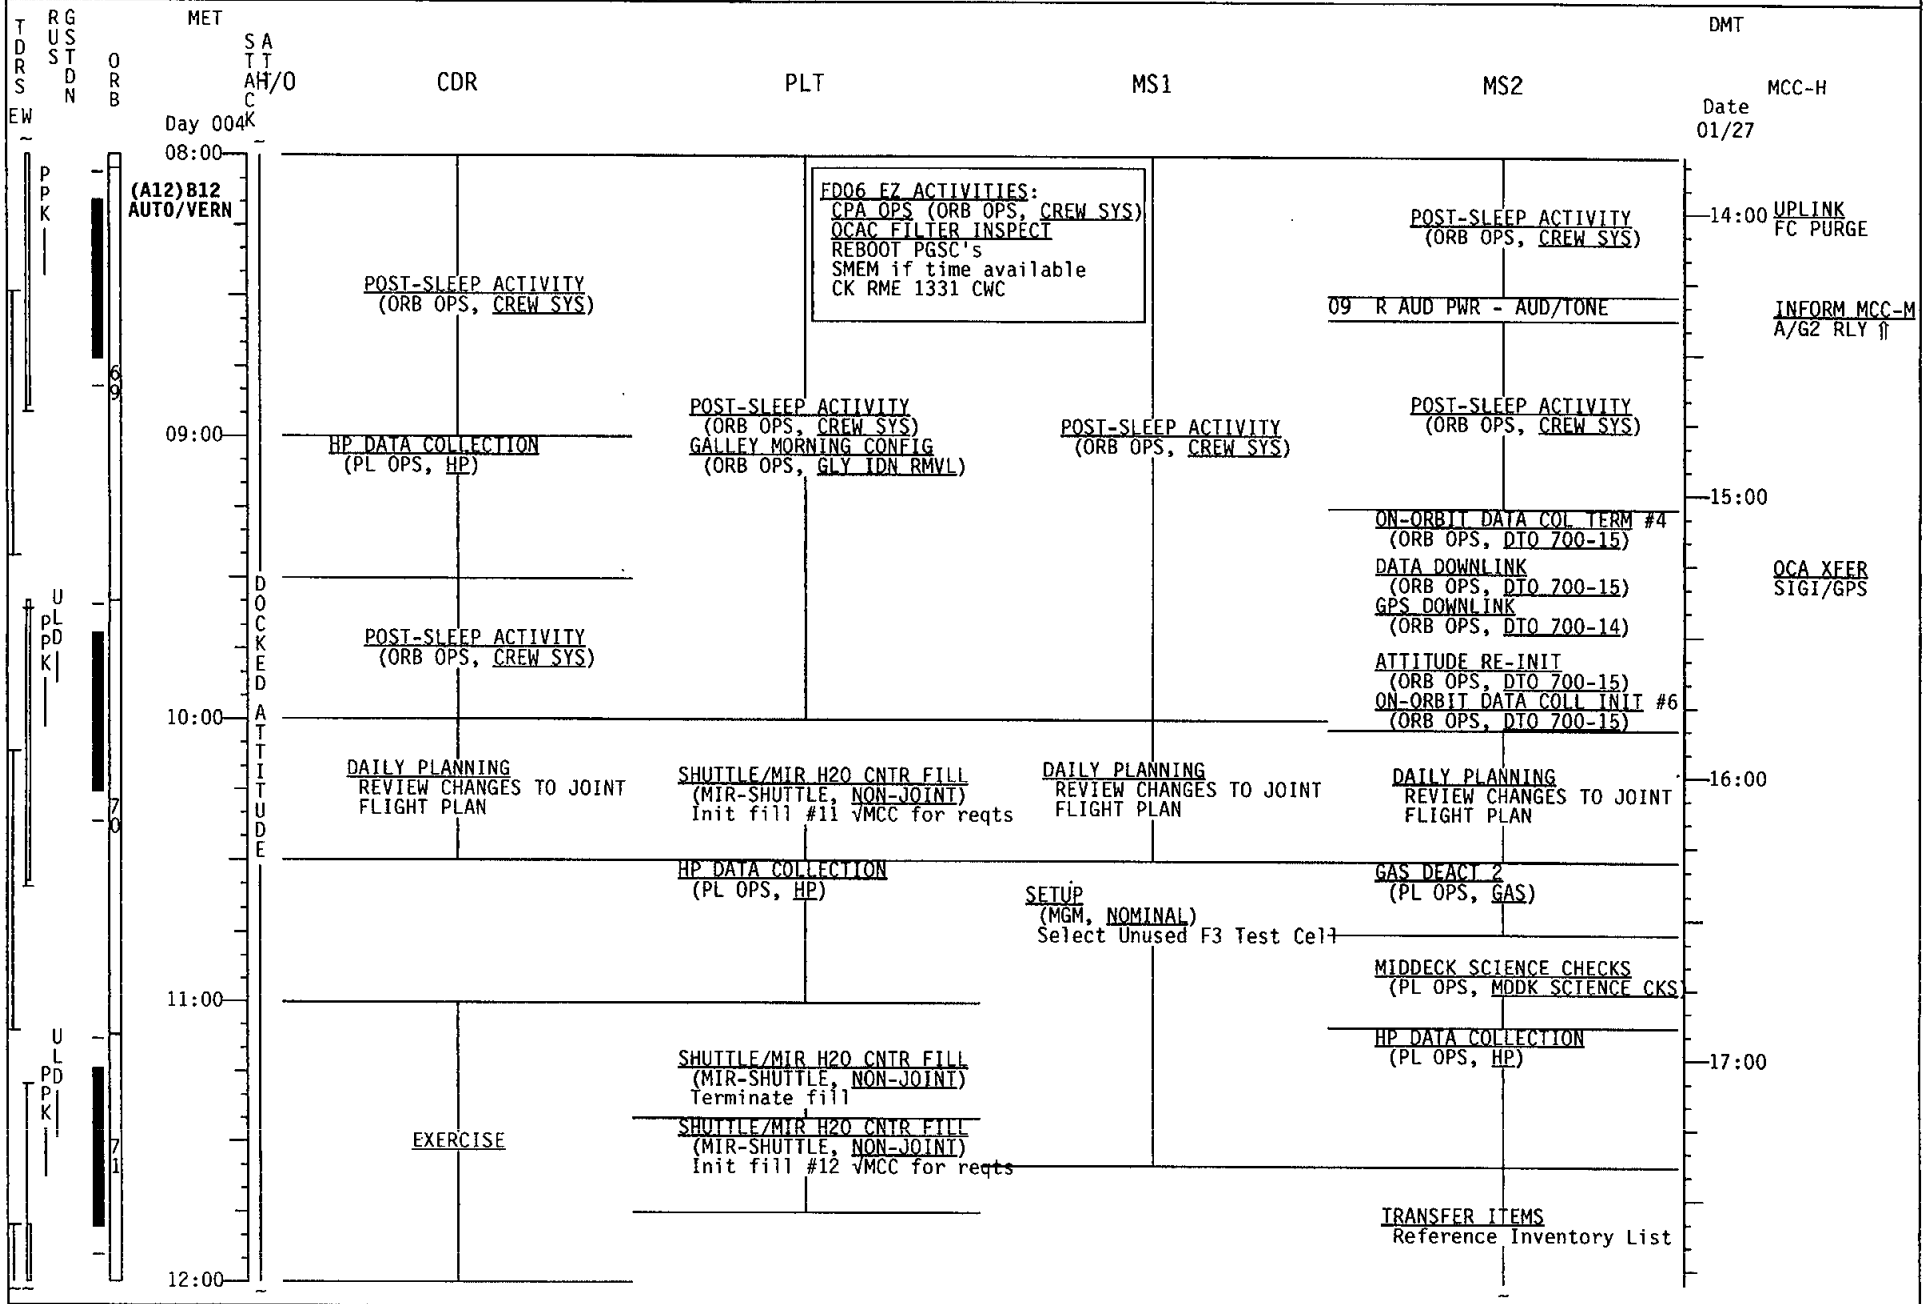 TDRS
EW
RUS
GSTDN
ORB
MET
Day 004
STACK
ATT
H/O
CDR
PLT
MS1
MS2
DMT
Date
01/27
MCC-H
08:00
(A12)B12
AUTO/VERN
09:00
10:00
11:00
12:00
PPK
69
ULD
PPK
70
ULD
PPK
71
DOCKED ATTITUDE
POST-SLEEP ACTIVITY
(ORB OPS, CREW SYS)
HP DATA COLLECTION
(PL OPS, HP)
POST-SLEEP ACTIVITY
(ORB OPS, CREW SYS)
DAILY PLANNING
REVIEW CHANGES TO JOINT
FLIGHT PLAN
EXERCISE
FD06 EZ ACTIVITIES:
CPA OPS (ORB OPS, CREW SYS)
OCAC FILTER INSPECT
REBOOT PGSC's
SMEM if time available
CK RME 1331 CWC
POST-SLEEP ACTIVITY
(ORB OPS, CREW SYS)
GALLEY MORNING CONFIG
(ORB OPS, GLY IDN RMVL)
SHUTTLE/MIR H2O CNTR FILL
(MIR-SHUTTLE, NON-JOINT)
Init fill #11 √MCC for reqts
HP DATA COLLECTION
(PL OPS, HP)
SHUTTLE/MIR H2O CNTR FILL
(MIR-SHUTTLE, NON-JOINT)
Terminate fill
SHUTTLE/MIR H2O CNTR FILL
(MIR-SHUTTLE, NON-JOINT)
Init fill #12 √MCC for reqts
POST-SLEEP ACTIVITY
(ORB OPS, CREW SYS)
DAILY PLANNING
REVIEW CHANGES TO JOINT
FLIGHT PLAN
SETUP
(MGM, NOMINAL)
Select Unused F3 Test Cell
POST-SLEEP ACTIVITY
(ORB OPS, CREW SYS)
09 R AUD PWR - AUD/TONE
POST-SLEEP ACTIVITY
(ORB OPS, CREW SYS)
ON-ORBIT DATA COL TERM #4
(ORB OPS, DTO 700-15)
DATA DOWNLINK
(ORB OPS, DTO 700-15)
GPS DOWNLINK
(ORB OPS, DTO 700-14)
ATTITUDE RE-INIT
(ORB OPS, DTO 700-15)
ON-ORBIT DATA COLL INIT #6
(ORB OPS, DTO 700-15)
DAILY PLANNING
REVIEW CHANGES TO JOINT
FLIGHT PLAN
GAS DEACT 2
(PL OPS, GAS)
MIDDECK SCIENCE CHECKS
(PL OPS, MDDK SCIENCE CKS)
HP DATA COLLECTION
(PL OPS, HP)
TRANSFER ITEMS
Reference Inventory List
14:00
15:00
16:00
17:00
UPLINK
FC PURGE
INFORM MCC-M
A/G2 RLY ⇑
OCA XFER
SIGI/GPS